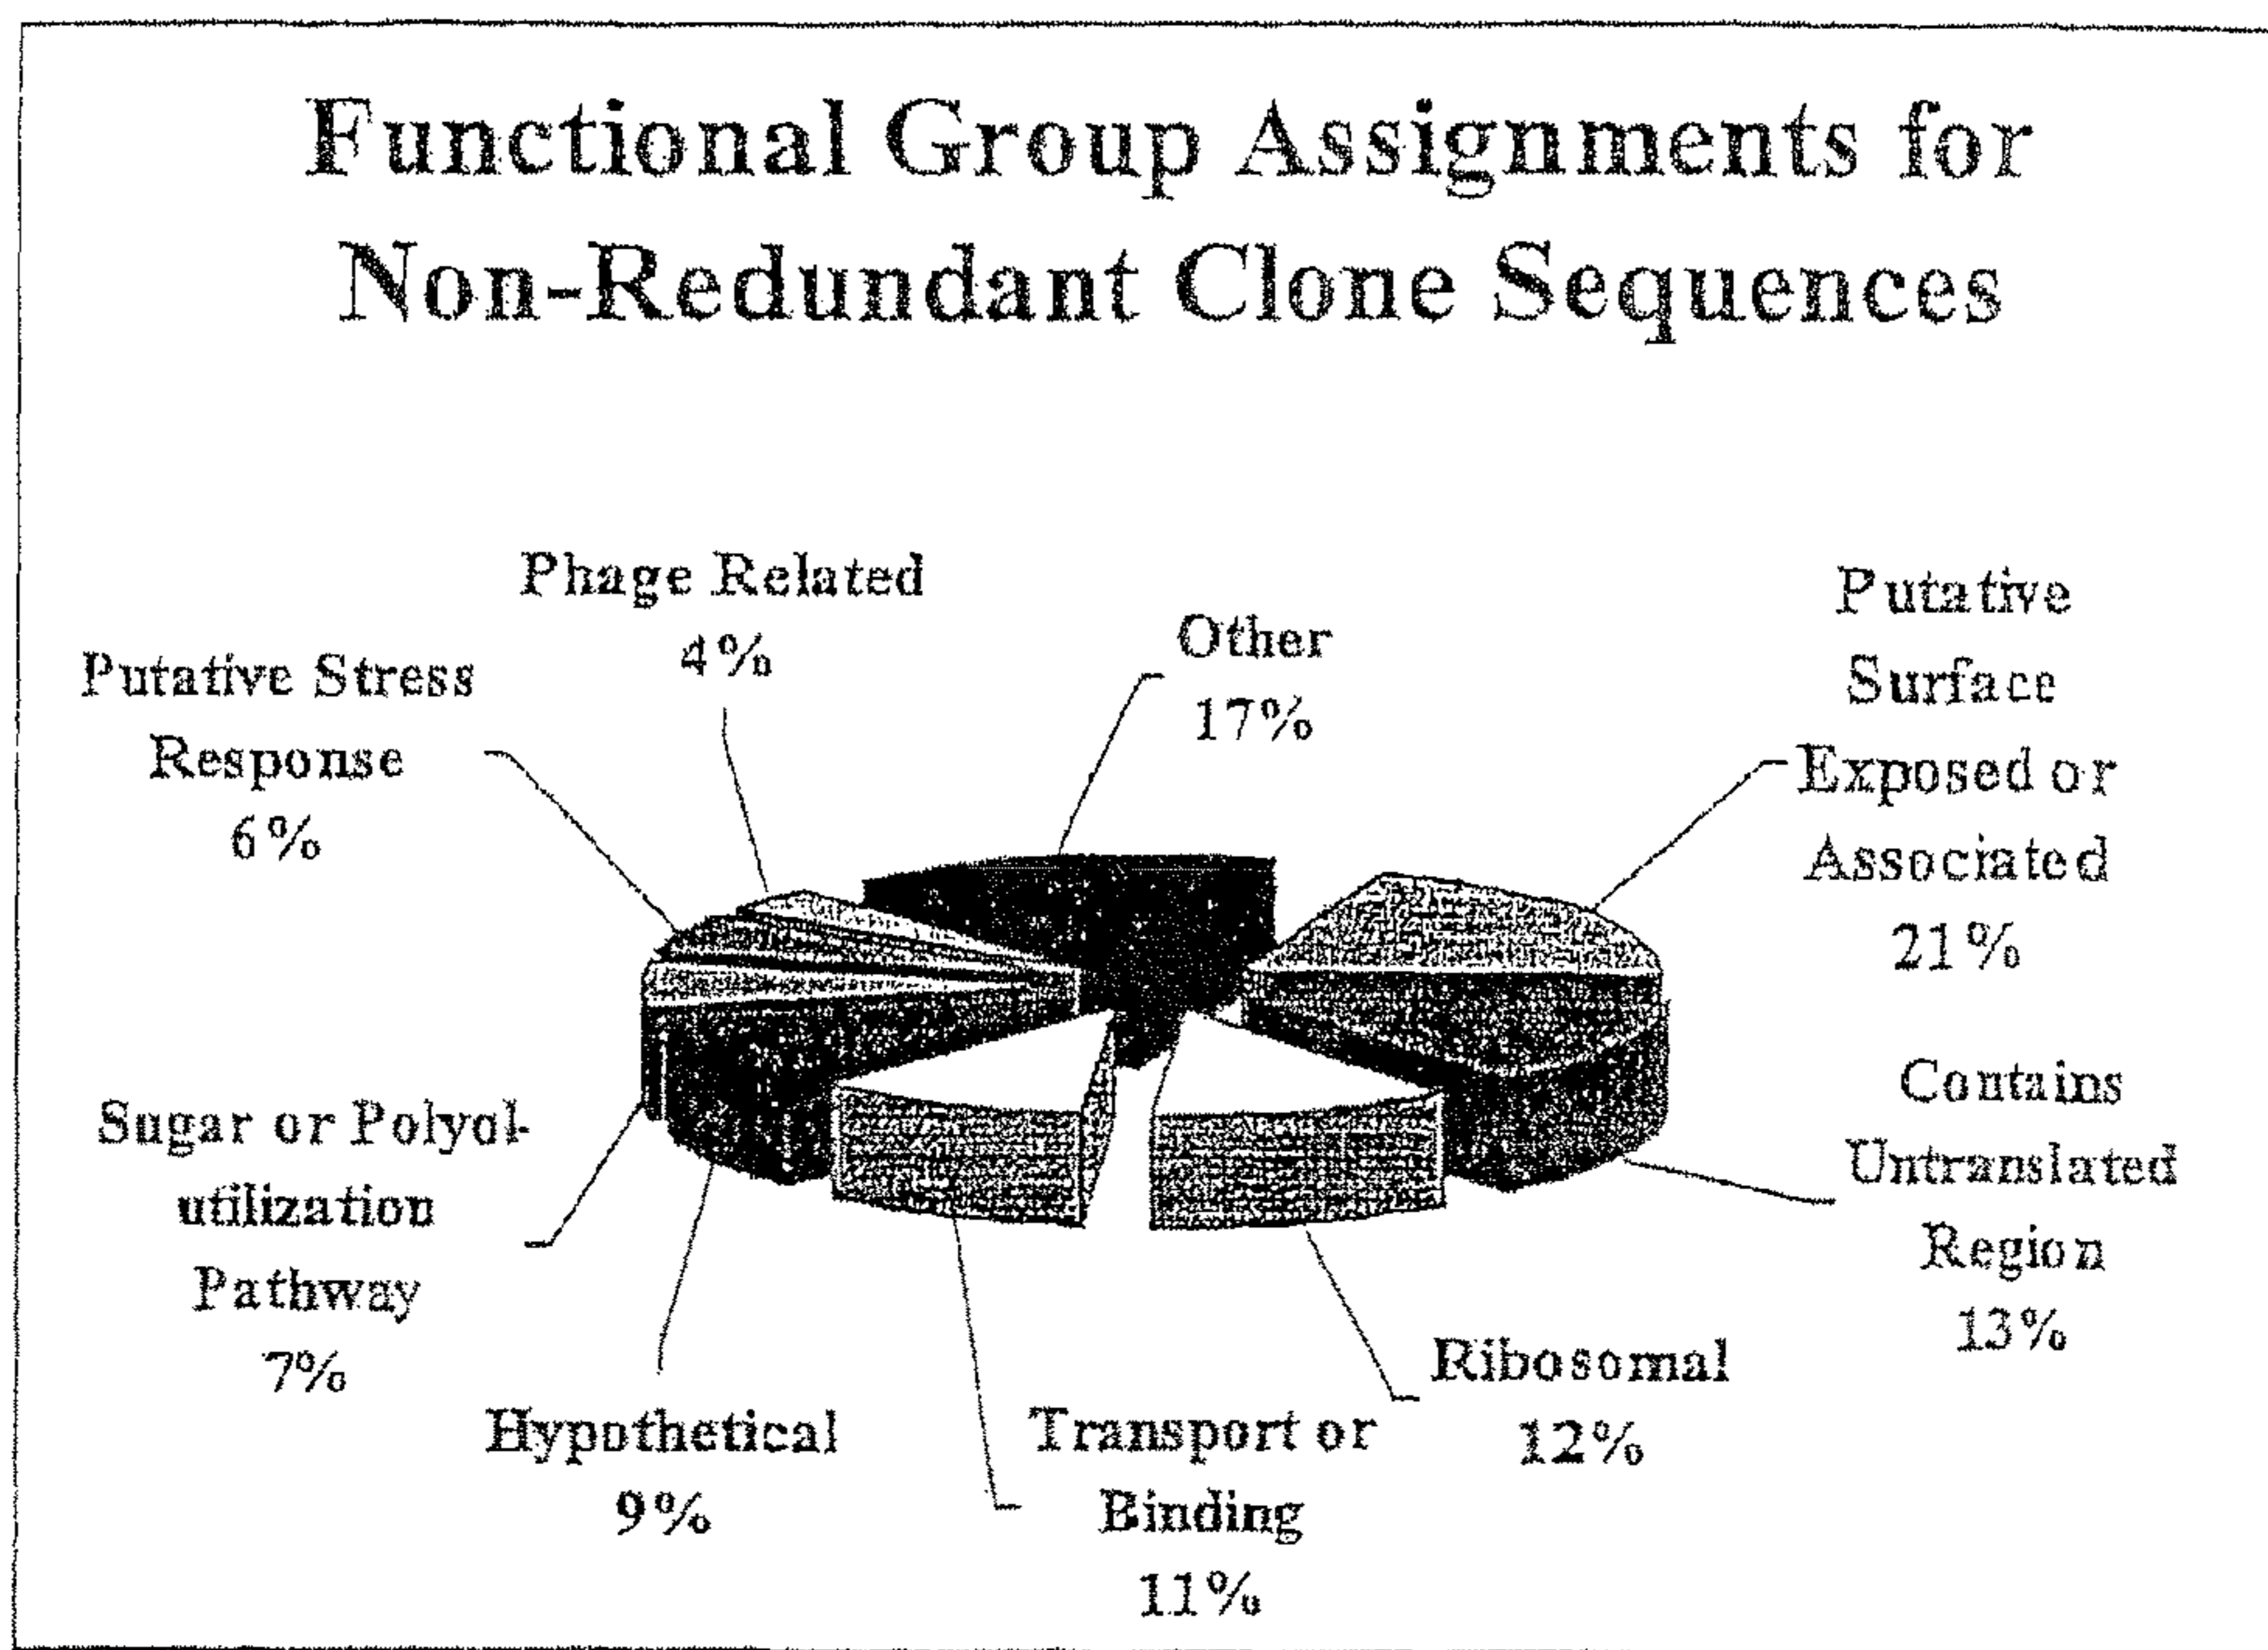 Functional Group Assignments for
Non-Redundant Clone Sequences
Phage Related
4%
Other
17%
Putative
Surface
Exposed or
Associated
21%
Putative Stress
Response
6%
Contains
Untranslated
Region
13%
Sugar or Polyol-
utilization
Pathway
7%
Ribosomal
12%
Hypothetical
9%
Transport or
Binding
11%